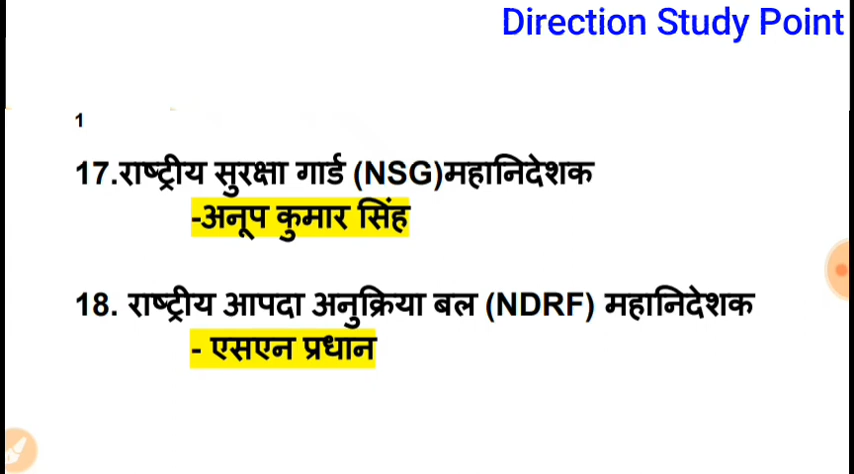 Direction Study Point
1
17.राष्ट्रीय सुरक्षा गार्ड (NSG)महानिदेशक
-अनूप कुमार सिंह
18. राष्ट्रीय आपदा अनुक्रिया बल (NDRF) महानिदेशक
- एसएन प्रधान